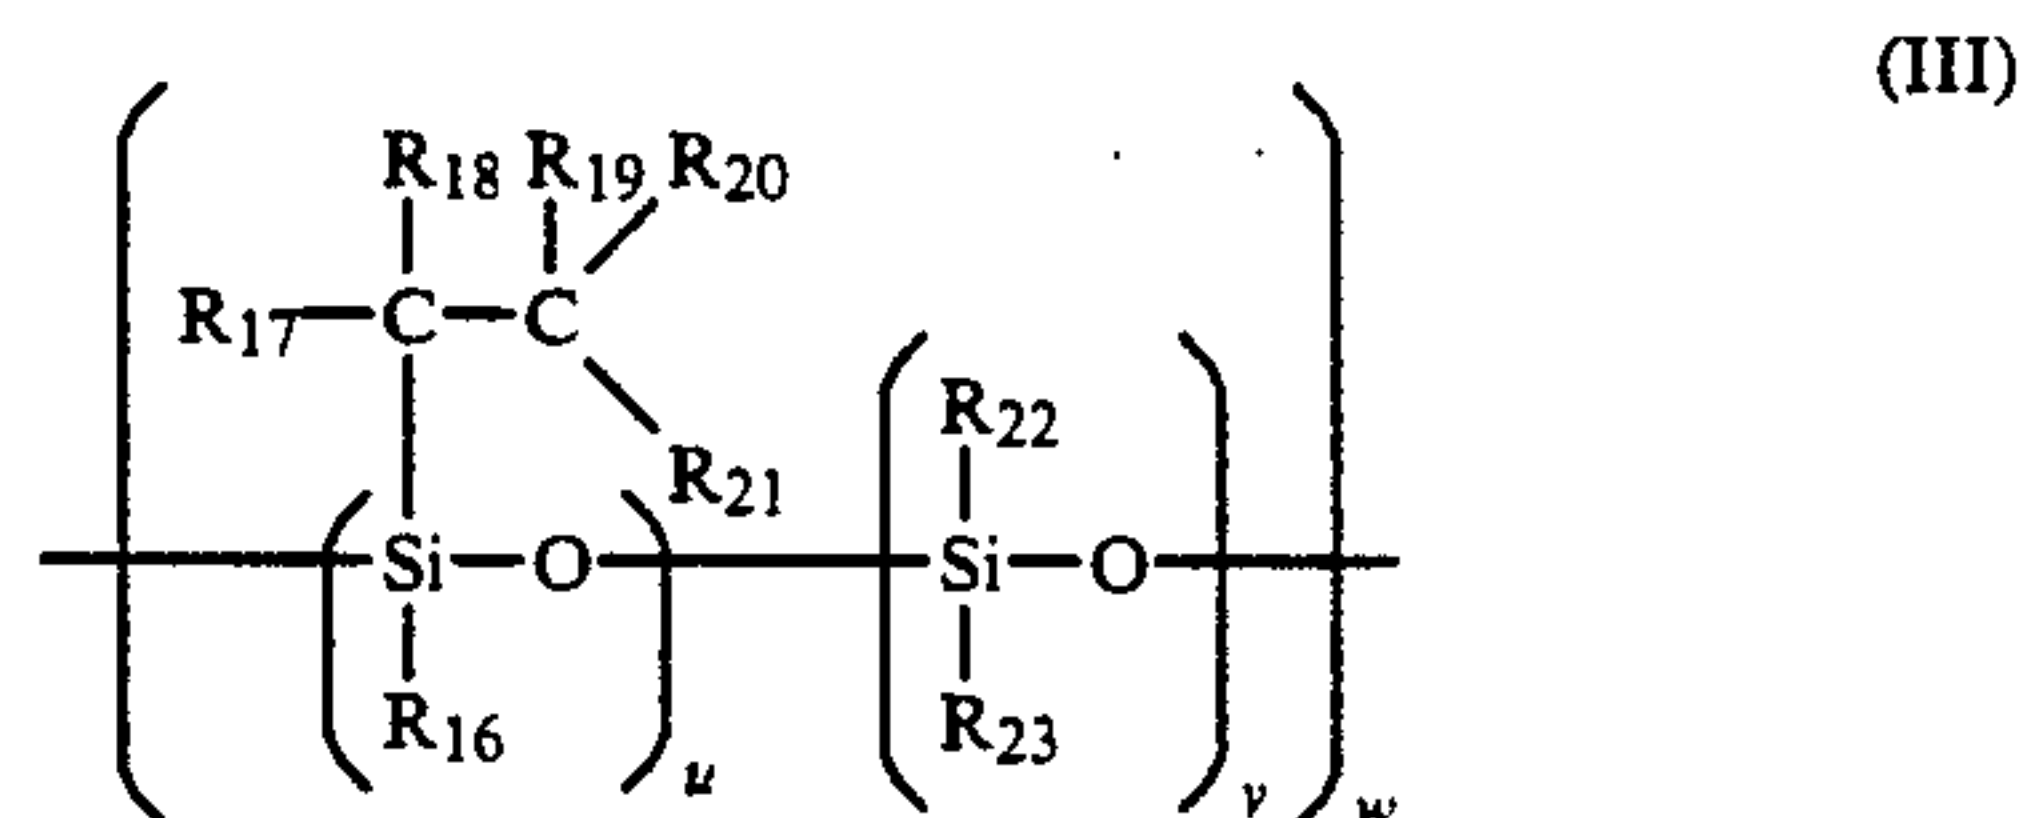 (III)
R18 R19 R20
R17 C C
R22
R21
Si O Si O
R16 R23
u v w